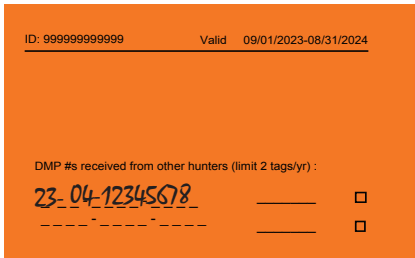 ID: 999999999999 Valid 09/01/2023-08/31/2024
DMP #s received from other hunters (limit 2 tags/yr) :
23-04-12345678